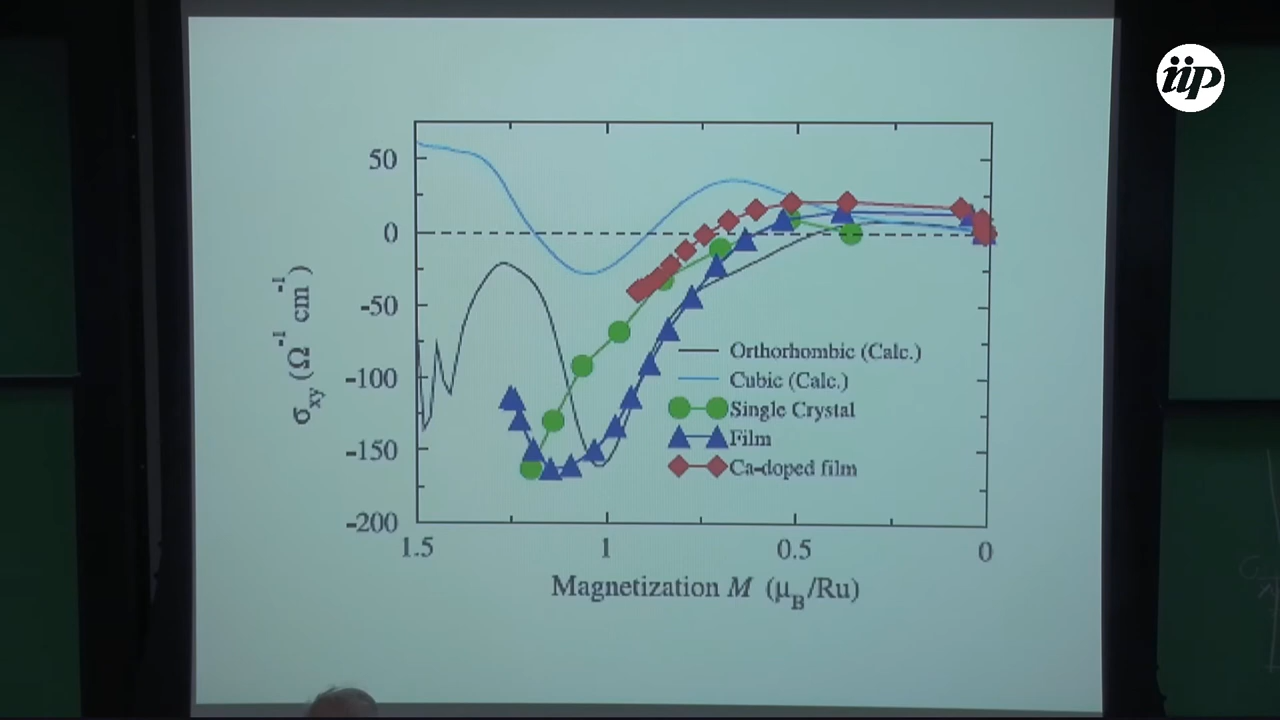 iip
50
0
-50
-100
-150
-200
σxy (Ω⁻¹ cm⁻¹)
Orthorhombic (Calc.)
Cubic (Calc.)
Single Crystal
Film
Ca-doped film
1.5 1 0.5 0
Magnetization M (μB/Ru)